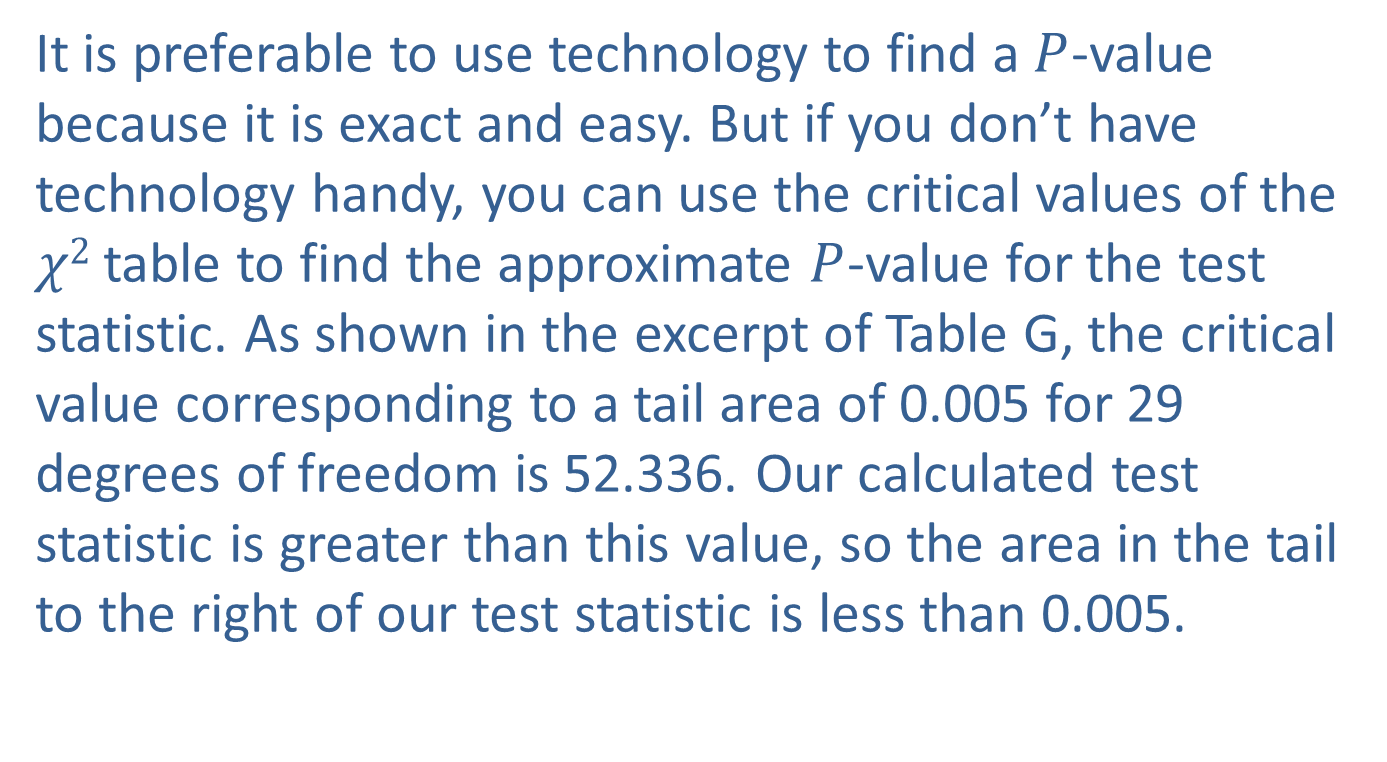 It is preferable to use technology to find a P-value
because it is exact and easy. But if you don’t have
technology handy, you can use the critical values of the
χ² table to find the approximate P-value for the test
statistic. As shown in the excerpt of Table G, the critical
value corresponding to a tail area of 0.005 for 29
degrees of freedom is 52.336. Our calculated test
statistic is greater than this value, so the area in the tail
to the right of our test statistic is less than 0.005.